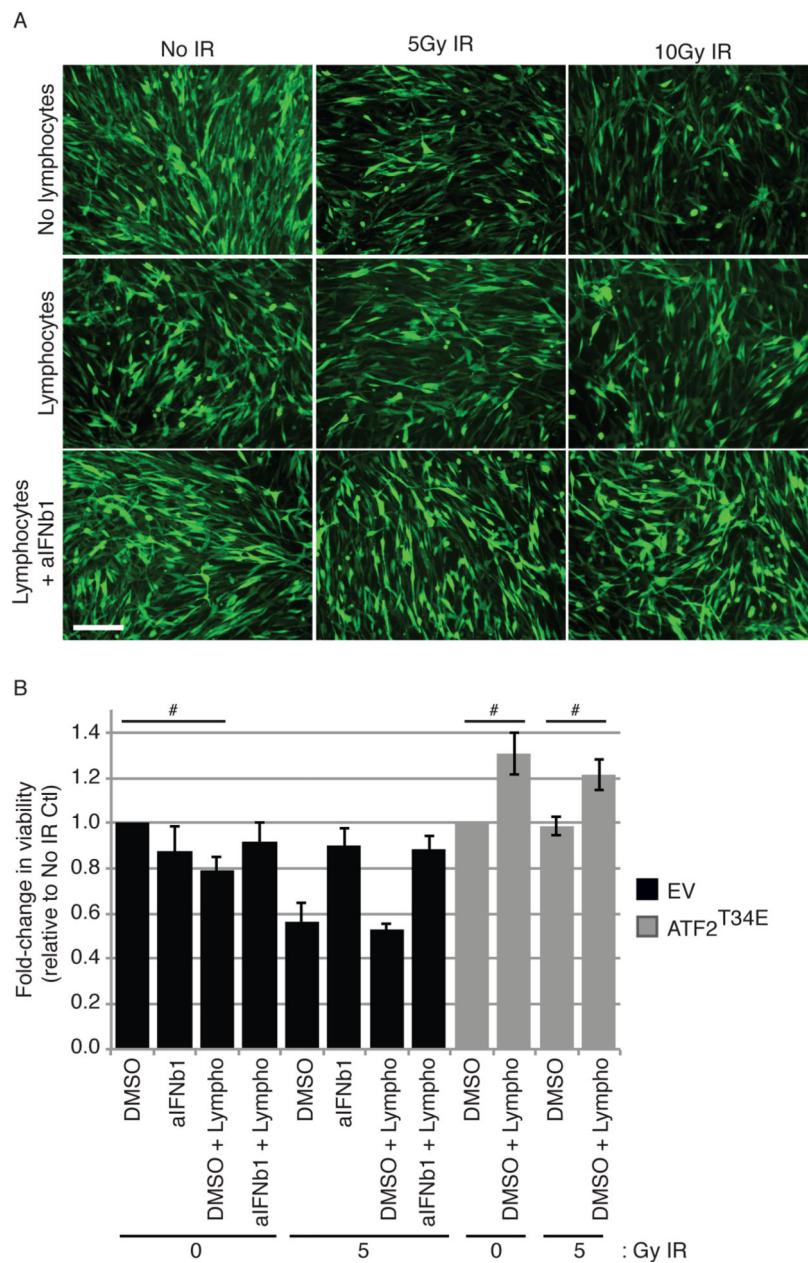 A
No IR
5Gy IR
10Gy IR
No lymphocytes
Lymphocytes
Lymphocytes
+ aIFNb1
B
#
#
#
Fold-change in viability
(relative to No IR Ctl)
1.4
1.2
1.0
0.8
0.6
0.4
0.2
0.0
EV
ATF2T34E
DMSO
aIFNb1
DMSO + Lympho
aIFNb1 + Lympho
DMSO
aIFNb1
DMSO + Lympho
aIFNb1 + Lympho
DMSO
DMSO + Lympho
DMSO
DMSO + Lympho
0
5
0
5
: Gy IR